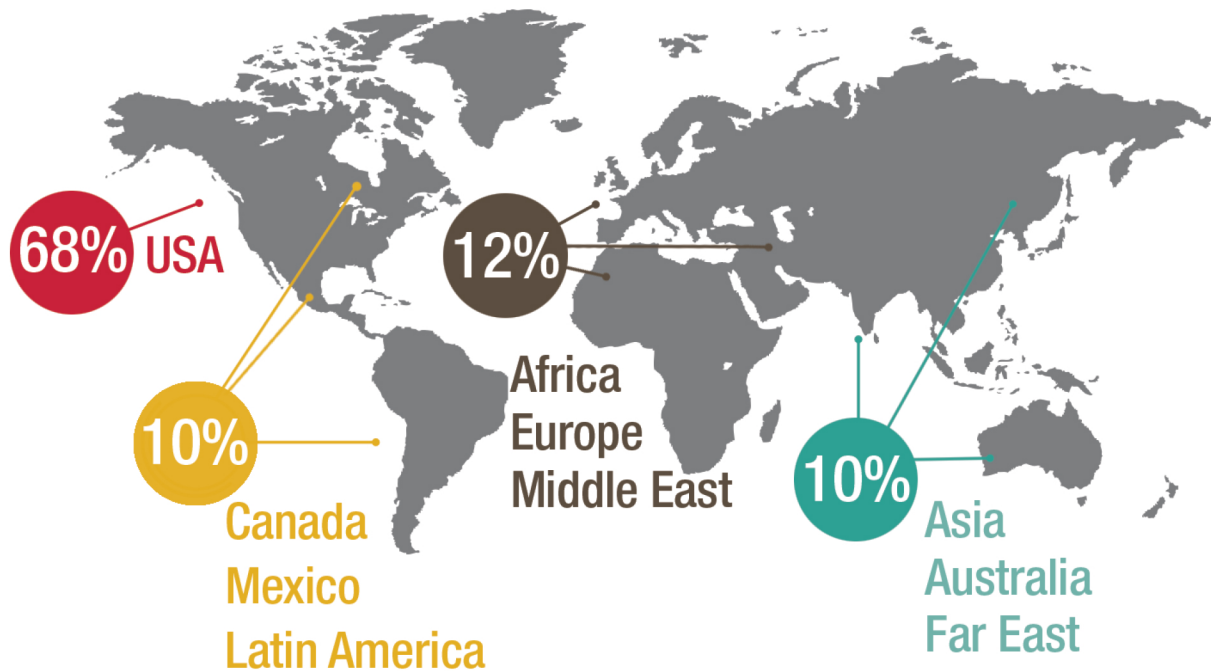 68%
USA
10%
Canada
Mexico
Latin America
12%
Africa
Europe
Middle East
10%
Asia
Australia
Far East